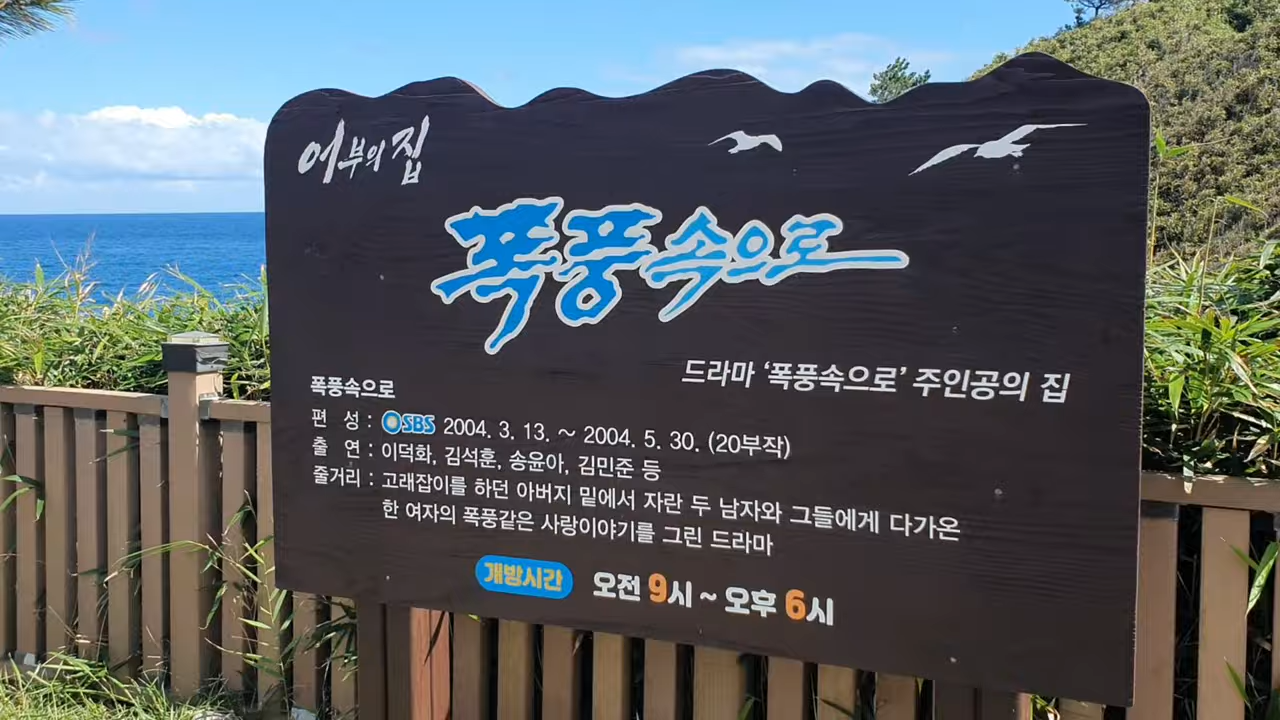 어부의 집
폭풍속으로
드라마 ‘폭풍속으로’ 주인공의 집
폭풍속으로
편 성 : SBS 2004. 3. 13. ~ 2004. 5. 30. (20부작)
출 연 : 이덕화, 김석훈, 송윤아, 김민준 등
줄거리 : 고래잡이를 하던 아버지 밑에서 자란 두 남자와 그들에게 다가온
한 여자의 폭풍같은 사랑이야기를 그린 드라마
개방시간 오전 9시 ~ 오후 6시